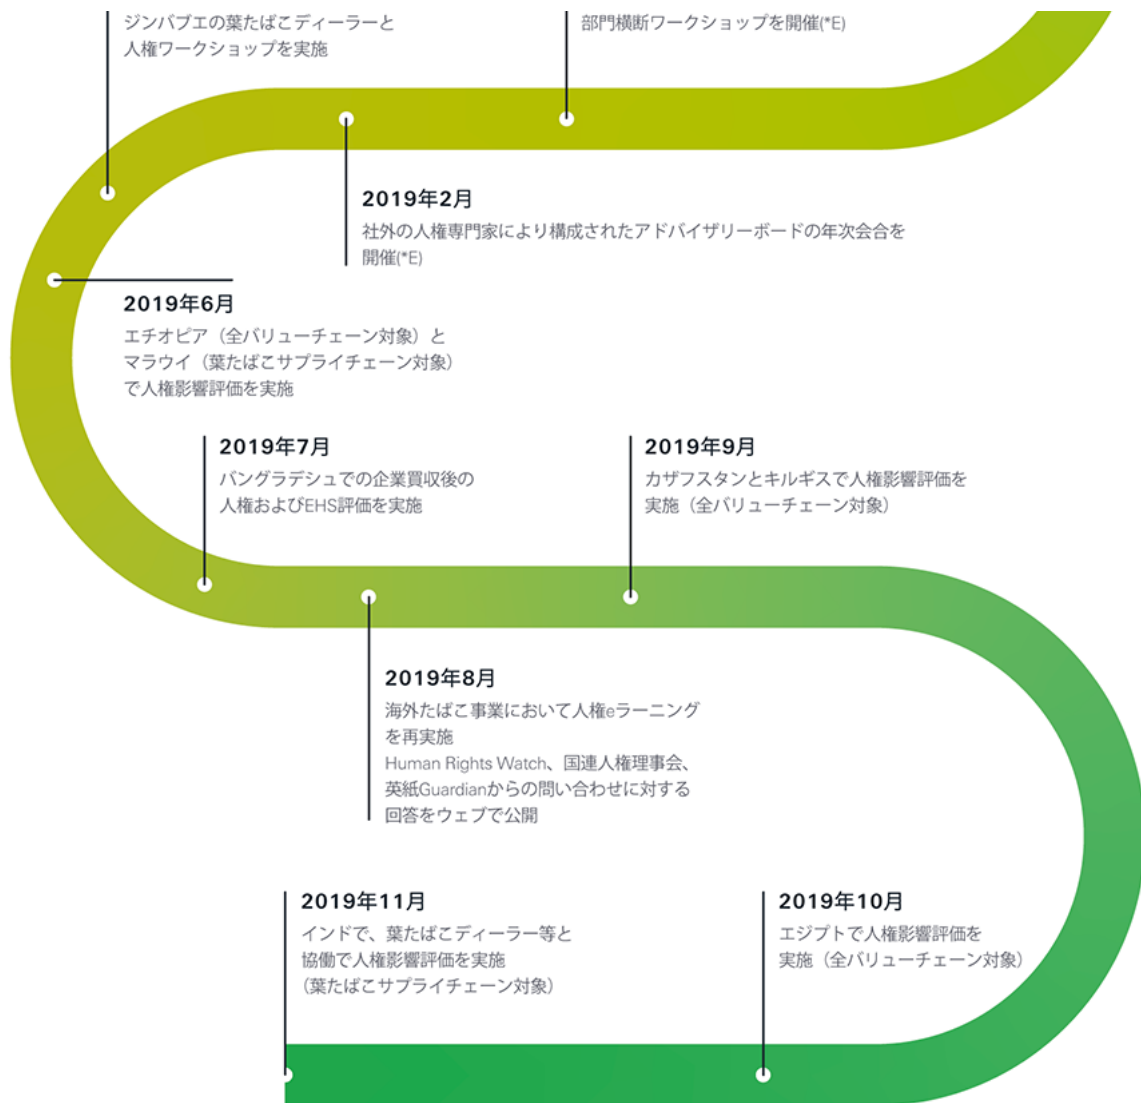 ジンバブエの葉たばこディーラーと
人権ワークショップを実施
部門横断ワークショップを開催(*E)
2019年2月
社外の人権専門家により構成されたアドバイザリーボードの年次会合を
開催(*E)
2019年6月
エチオピア（全バリューチェーン対象）と
マラウイ（葉たばこサプライチェーン対象）
で人権影響評価を実施
2019年7月
バングラデシュでの企業買収後の
人権およびEHS評価を実施
2019年9月
カザフスタンとキルギスで人権影響評価を
実施（全バリューチェーン対象）
2019年8月
海外たばこ事業において人権eラーニング
を再実施
Human Rights Watch、国連人権理事会、
英紙Guardianからの問い合わせに対する
回答をウェブで公開
2019年11月
インドで、葉たばこディーラー等と
協働で人権影響評価を実施
（葉たばこサプライチェーン対象）
2019年10月
エジプトで人権影響評価を
実施（全バリューチェーン対象）